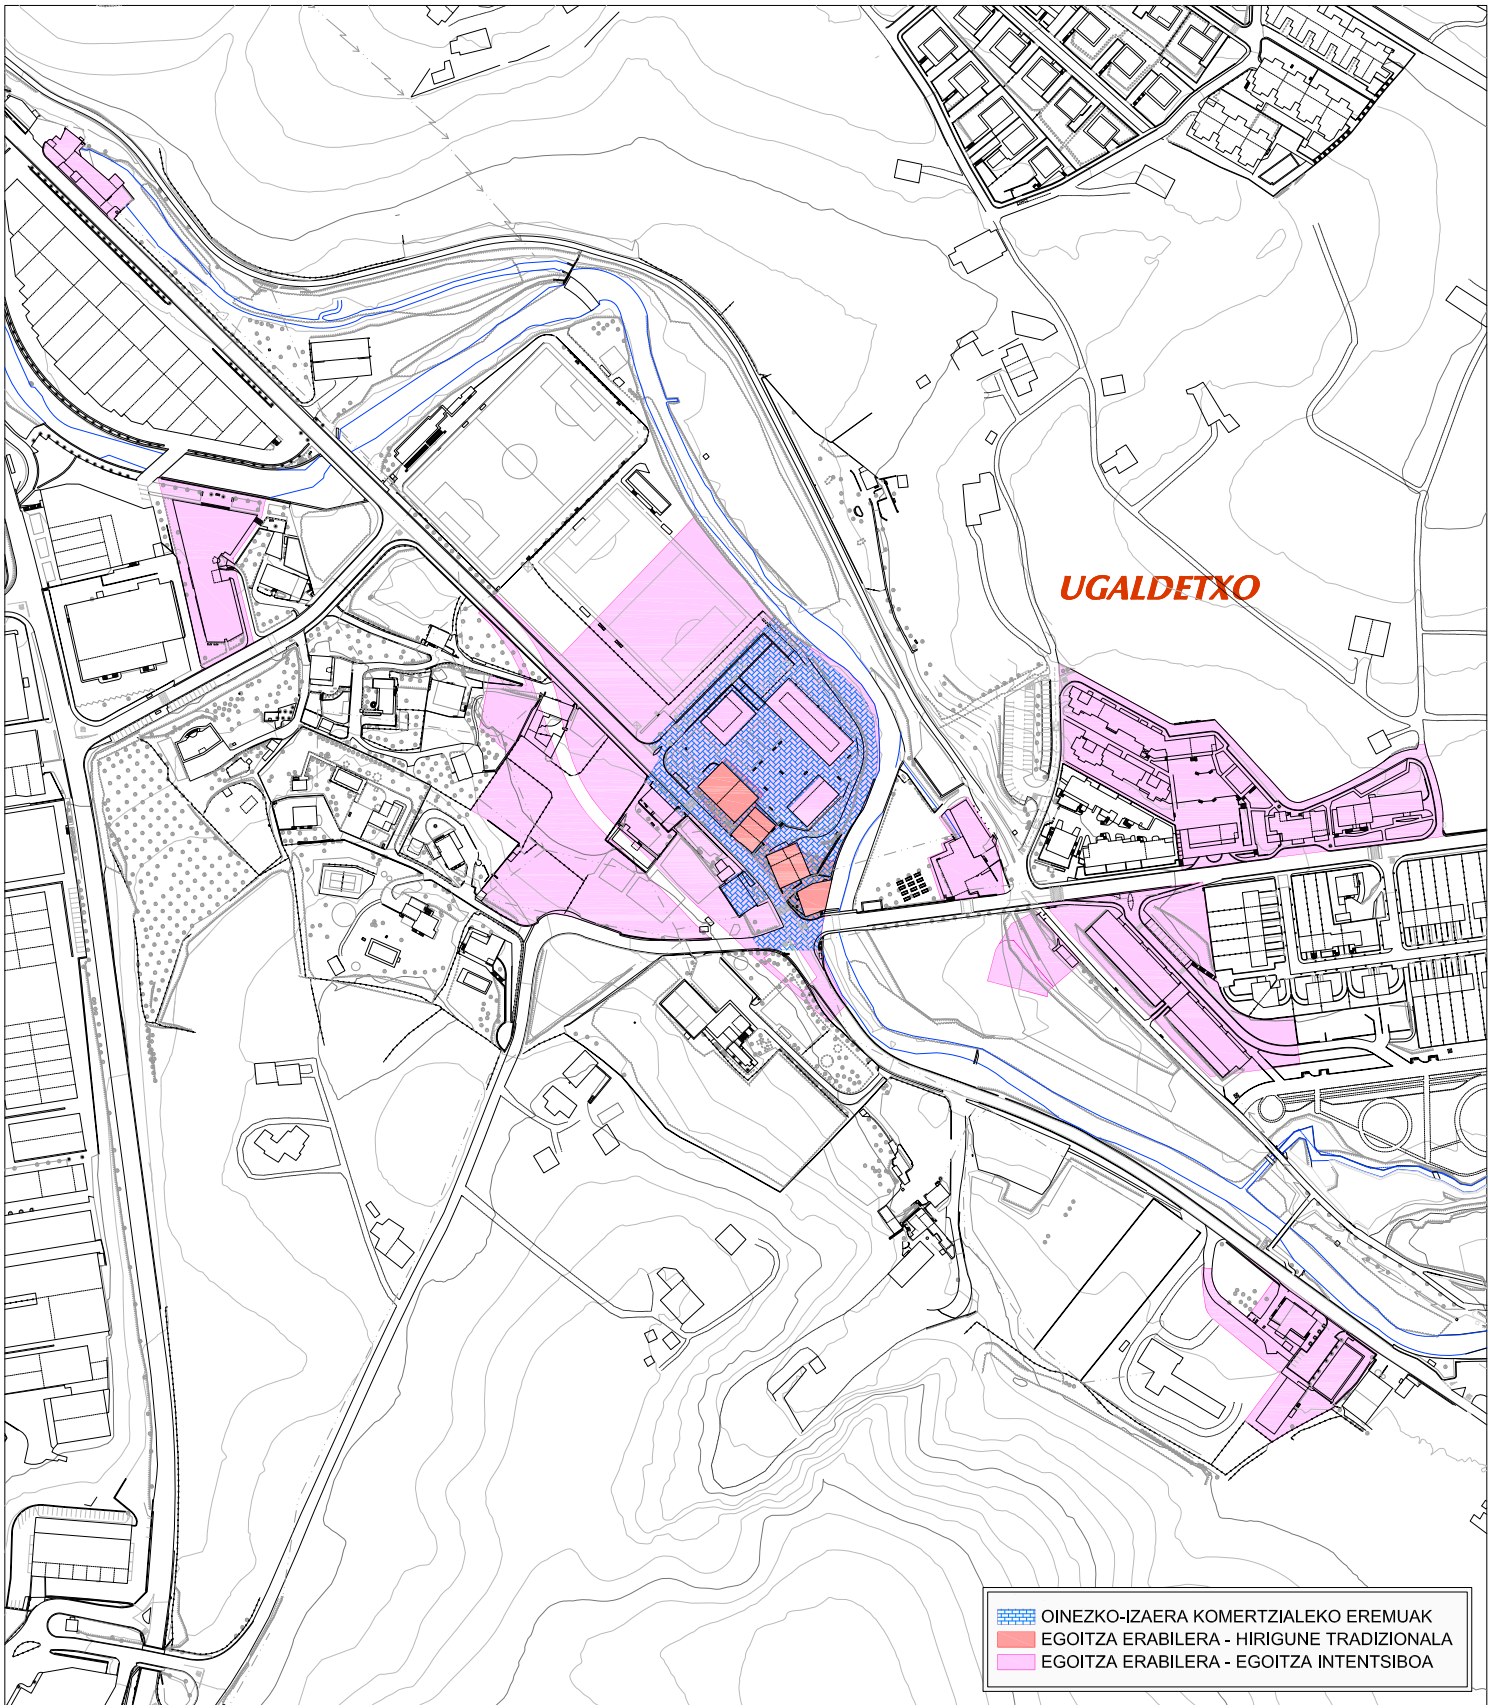 UGALDETXO
OINEZKO-IZAERA KOMERTZIALEKO EREMUAK
EGOITZA ERABILERA - HIRIGUNE TRADIZIONALA
EGOITZA ERABILERA - EGOITZA INTENTSIBOA